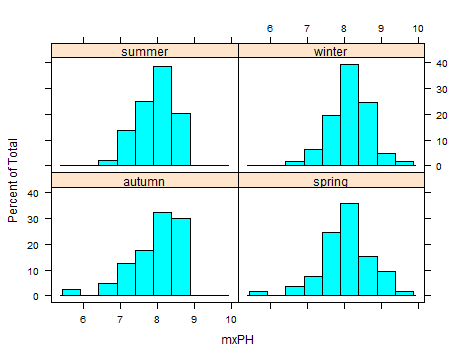 6 7 8 9 10
summer winter
40
30
20
10
0
Percent of Total
autumn spring
40
30
20
10
0
6 7 8 9 10
mxPH